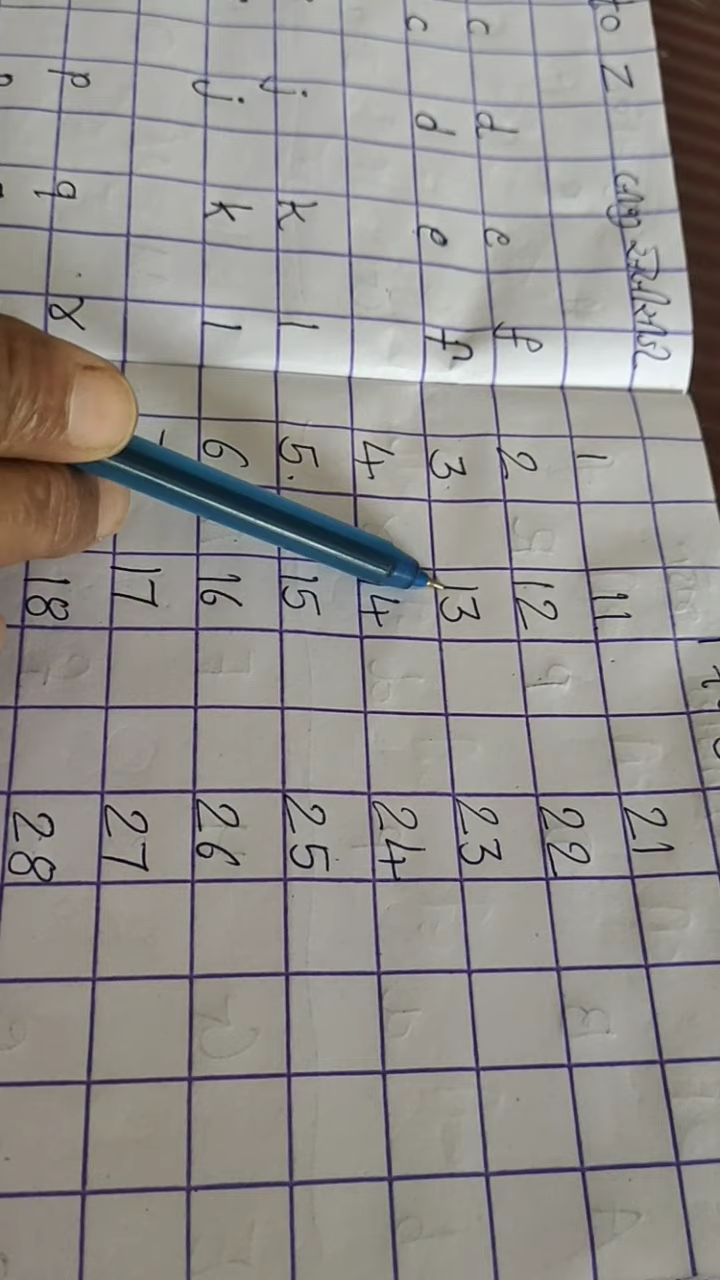 to Z
c d e f
c d e f
j k l
j k l
p q r
1. 11 21
2 12 22
3. 13 23
4 4 24
5. 15 25
6 16 26
17 27
18 28